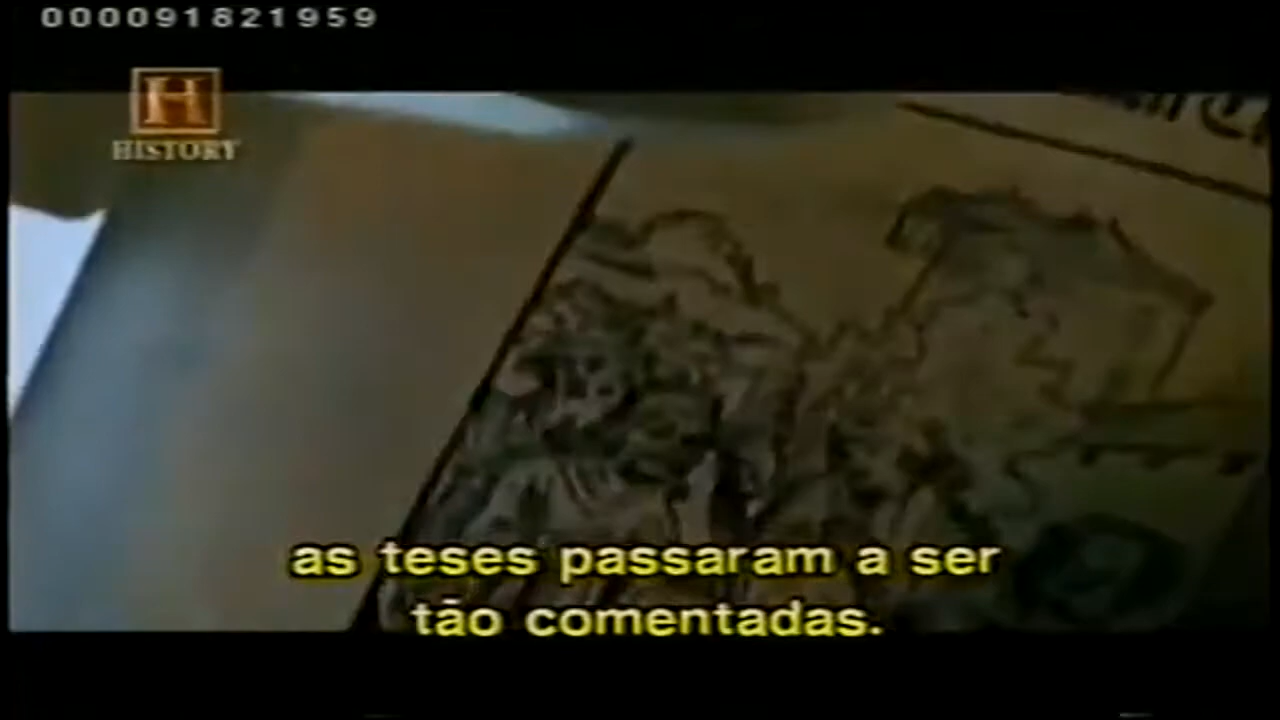 000091821959
H
HISTORY
as teses passaram a ser
tão comentadas.